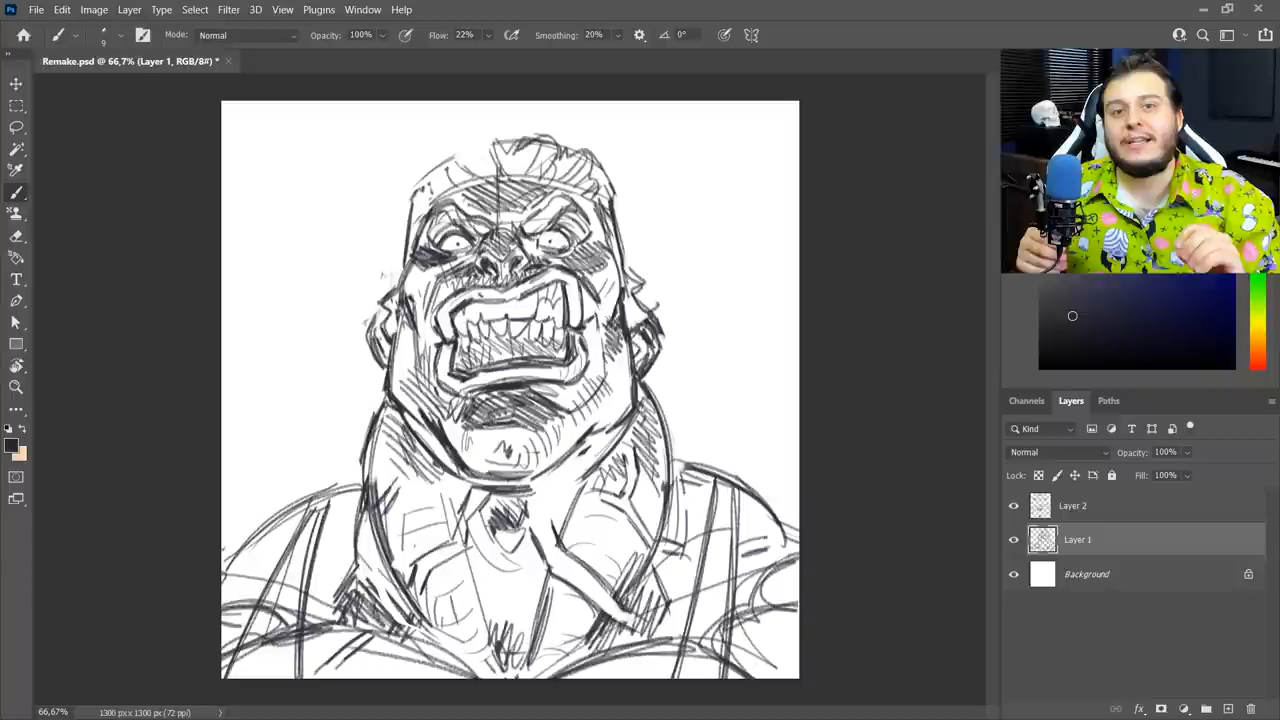 Ps File Edit Image Layer Type Select Filter 3D View Plugins Window Help
9 Mode: Normal Opacity: 100% Flow: 22% Smoothing: 20% 0°
Remake.psd @ 66,7% (Layer 1, RGB/8#) *
Channels Layers Paths
Kind
Normal Opacity: 100%
Lock: Fill: 100%
Layer 2
Layer 1
Background
66,67% 1300 px x 1300 px (72 ppi)